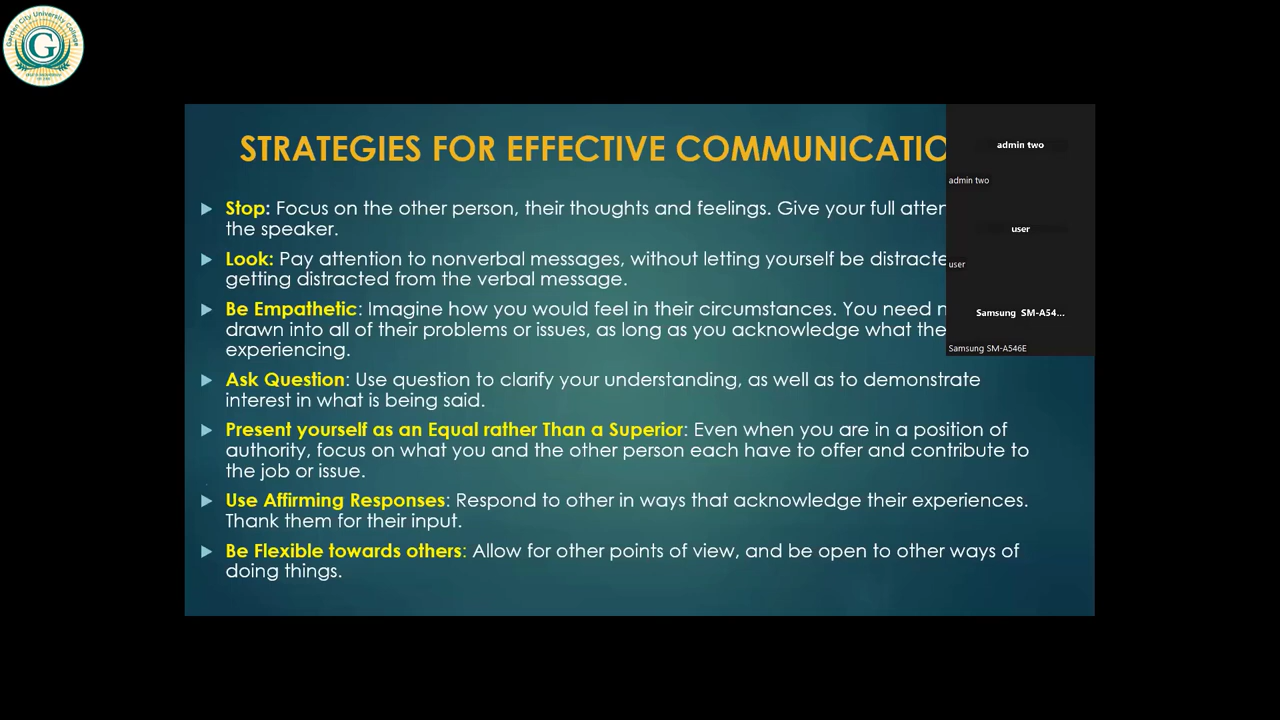 Garden City University College
G
STRATEGIES FOR EFFECTIVE COMMUNICATIO
Stop: Focus on the other person, their thoughts and feelings. Give your full atten
the speaker.
Look: Pay attention to nonverbal messages, without letting yourself be distracte
getting distracted from the verbal message.
Be Empathetic: Imagine how you would feel in their circumstances. You need n
drawn into all of their problems or issues, as long as you acknowledge what the
experiencing.
Ask Question: Use question to clarify your understanding, as well as to demonstrate
interest in what is being said.
Present yourself as an Equal rather Than a Superior: Even when you are in a position of
authority, focus on what you and the other person each have to offer and contribute to
the job or issue.
Use Affirming Responses: Respond to other in ways that acknowledge their experiences.
Thank them for their input.
Be Flexible towards others: Allow for other points of view, and be open to other ways of
doing things.
admin two
admin two
user
user
Samsung SM-A54...
Samsung SM-A546E